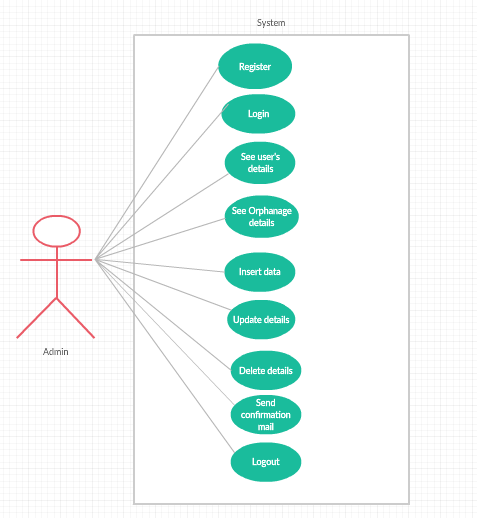 System
Register
Login
See user's
details
See Orphanage
details
Insert data
Update details
Admin
Delete details
Send
confirmation
mail
Logout